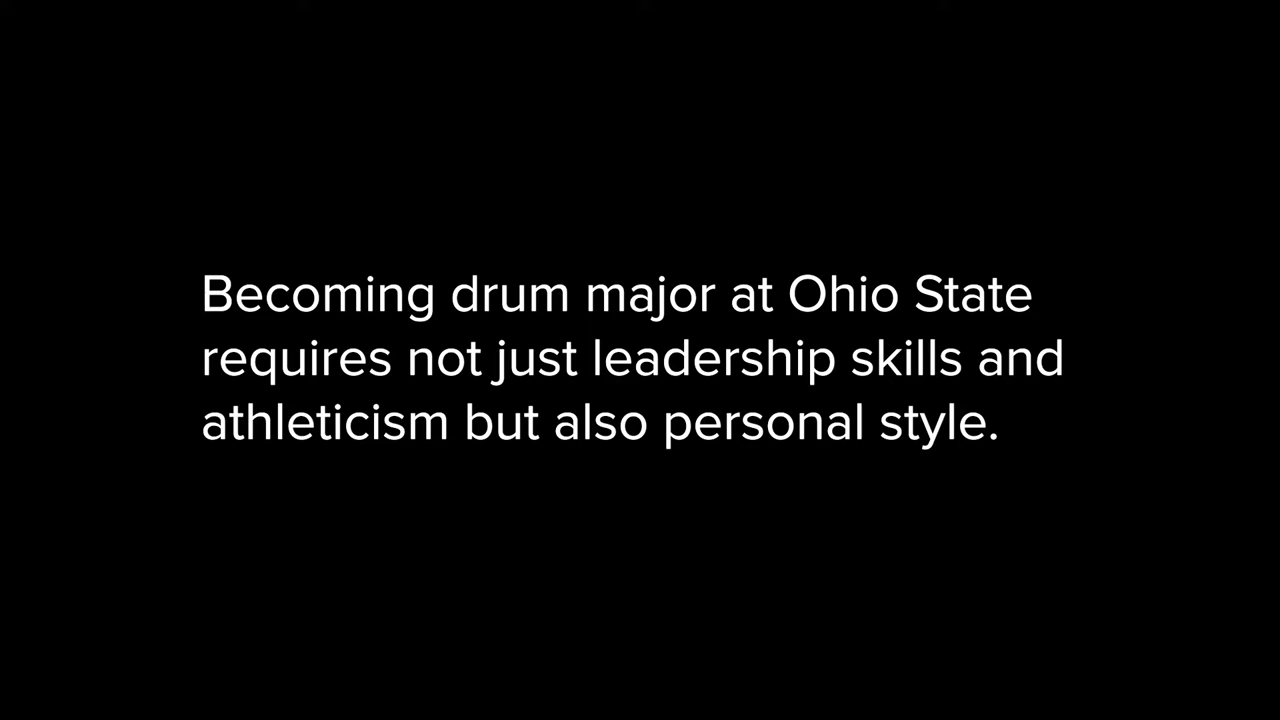 Becoming drum major at Ohio State
requires not just leadership skills and
athleticism but also personal style.